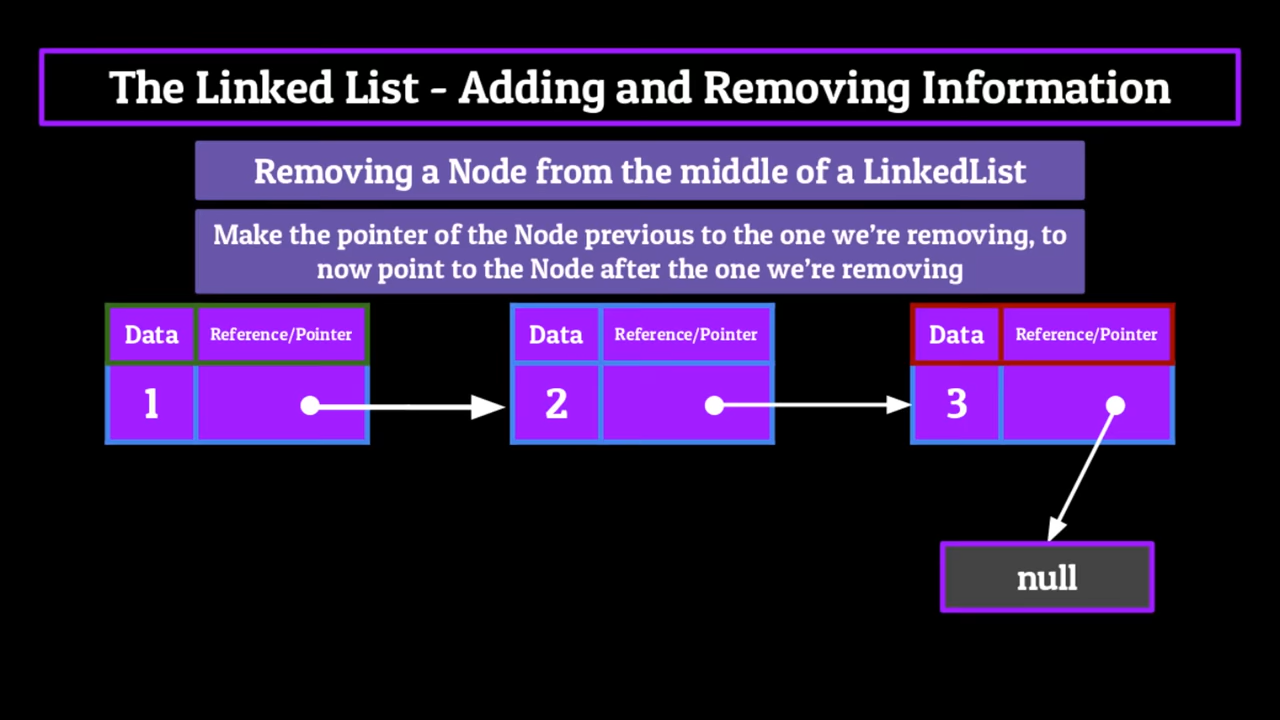 The Linked List - Adding and Removing Information
Removing a Node from the middle of a LinkedList
Make the pointer of the Node previous to the one we’re removing, to
now point to the Node after the one we’re removing
Data Reference/Pointer
1
Data Reference/Pointer
2
Data Reference/Pointer
3
null